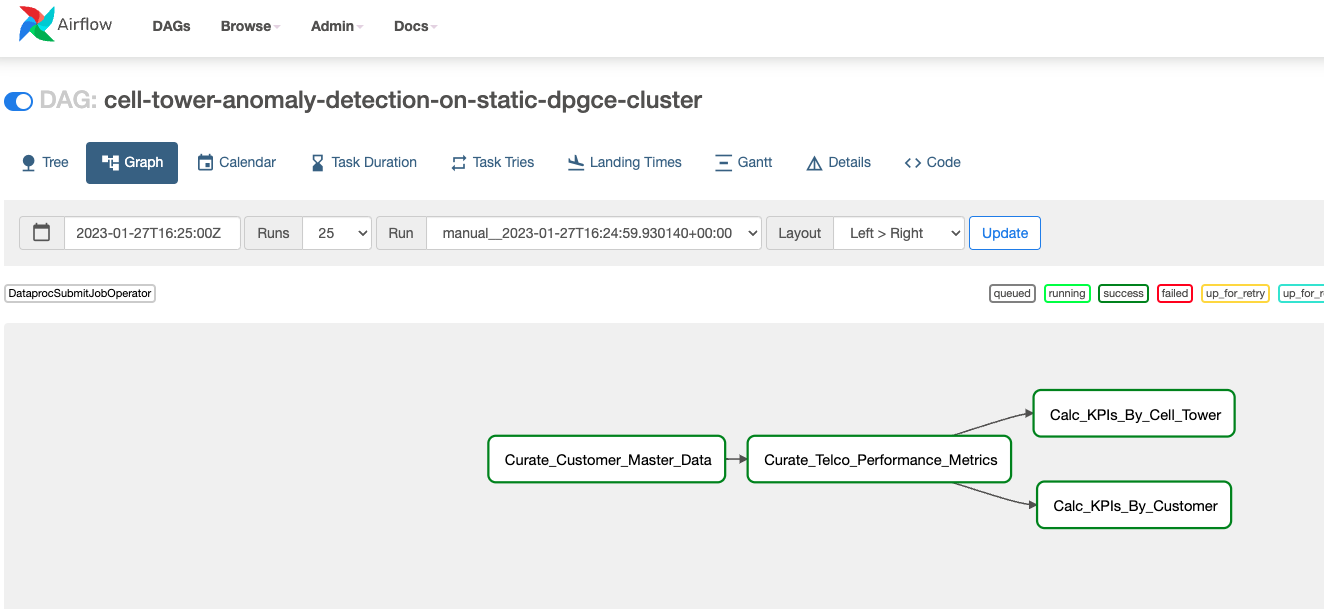 Airflow DAGs Browse Admin Docs
DAG: cell-tower-anomaly-detection-on-static-dpgce-cluster
Tree Graph Calendar Task Duration Task Tries Landing Times Gantt Details Code
2023-01-27T16:25:00Z Runs 25 Run manual__2023-01-27T16:24:59.930140+00:00 Layout Left > Right Update
DataprocSubmitJobOperator queued running success failed up_for_retry up_for_r
Calc_KPIs_By_Cell_Tower
Curate_Customer_Master_Data Curate_Telco_Performance_Metrics
Calc_KPIs_By_Customer